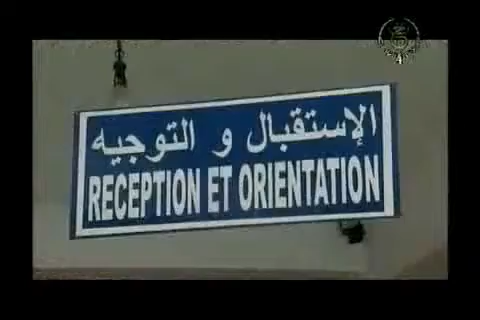 الإستقبال و التوجيه
RECEPTION ET ORIENTATION